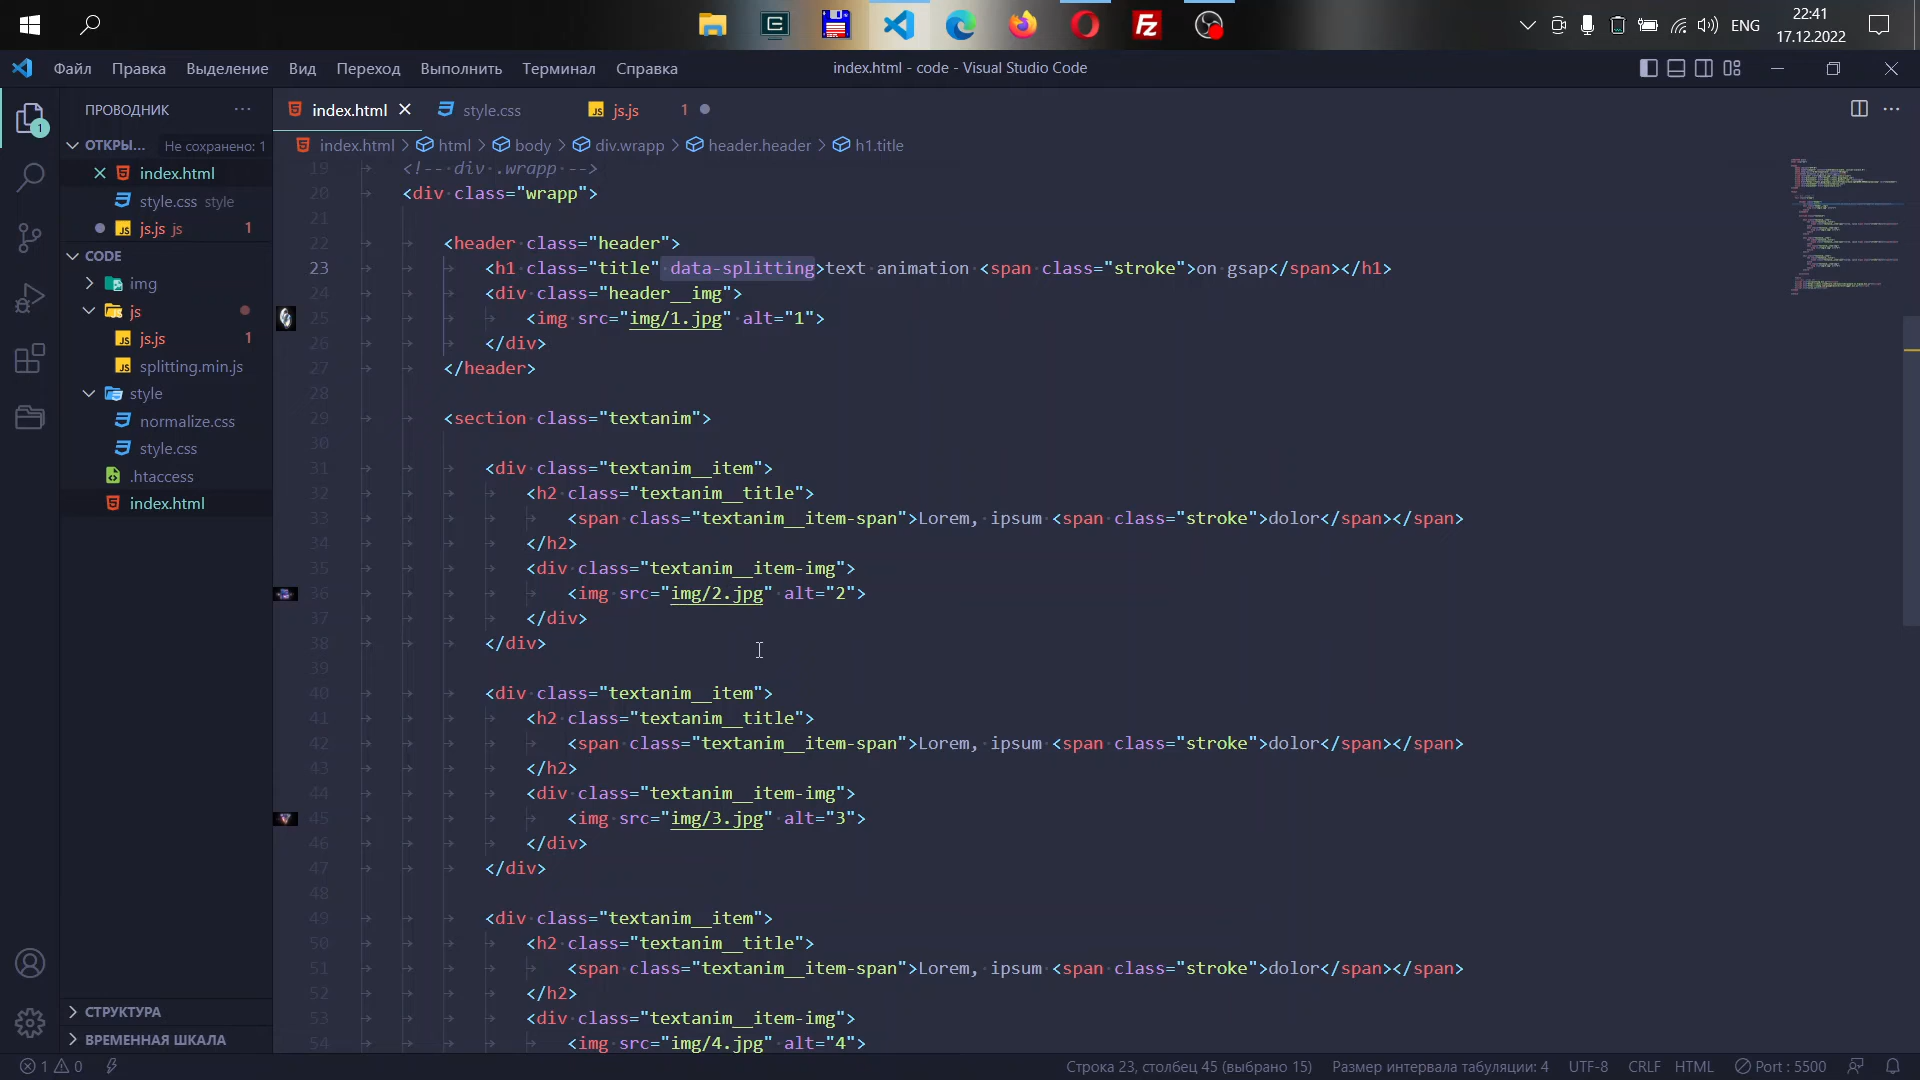 ENG
22:41
17.12.2022
Файл Правка Выделение Вид Переход Выполнить Терминал Справка
index.html - code - Visual Studio Code
ПРОВОДНИК ···
index.html
style.css
js.js 1
ОТКРЫ... Не сохранено: 1
index.html > html > body > div.wrapp > header.header > h1.title
index.html
style.css style
js.js js 1
CODE
img
js
js.js 1
splitting.min.js
style
normalize.css
style.css
.htaccess
index.html
СТРУКТУРА
ВРЕМЕННАЯ ШКАЛА
19 <!-- div .wrapp -->
20 <div class="wrapp">
21
22 <header class="header">
23 <h1 class="title" data-splitting>text animation <span class="stroke">on gsap</span></h1>
24 <div class="header__img">
25 <img src="img/1.jpg" alt="1">
26 </div>
27 </header>
28
29 <section class="textanim">
30
31 <div class="textanim__item">
32 <h2 class="textanim__title">
33 <span class="textanim__item-span">Lorem, ipsum <span class="stroke">dolor</span></span>
34 </h2>
35 <div class="textanim__item-img">
36 <img src="img/2.jpg" alt="2">
37 </div>
38 </div>
39
40 <div class="textanim__item">
41 <h2 class="textanim__title">
42 <span class="textanim__item-span">Lorem, ipsum <span class="stroke">dolor</span></span>
43 </h2>
44 <div class="textanim__item-img">
45 <img src="img/3.jpg" alt="3">
46 </div>
47 </div>
48
49 <div class="textanim__item">
50 <h2 class="textanim__title">
51 <span class="textanim__item-span">Lorem, ipsum <span class="stroke">dolor</span></span>
52 </h2>
53 <div class="textanim__item-img">
54 <img src="img/4.jpg" alt="4">
1 0
Строка 23, столбец 45 (выбрано 15) Размер интервала табуляции: 4 UTF-8 CRLF HTML Port : 5500